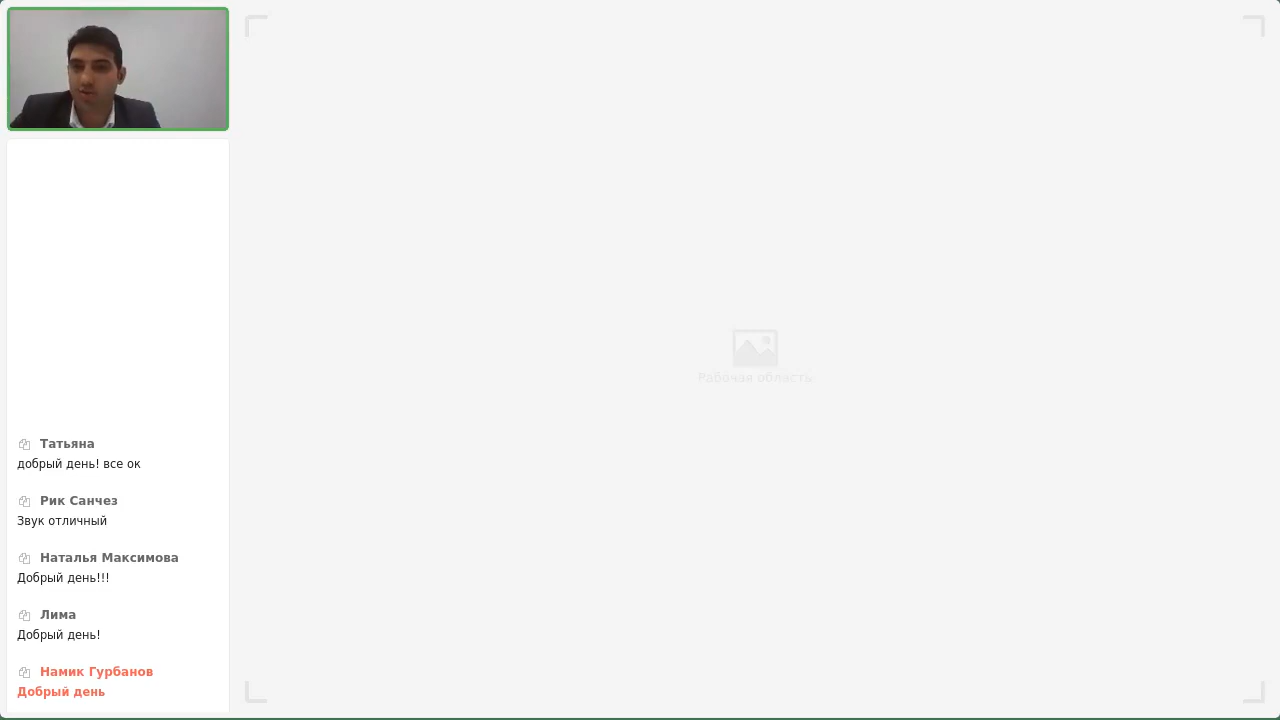 Татьяна
добрый день! все ок
Рик Санчез
Звук отличный
Наталья Максимова
Добрый день!!!
Лима
Добрый день!
Намик Гурбанов
Добрый день
Рабочая область